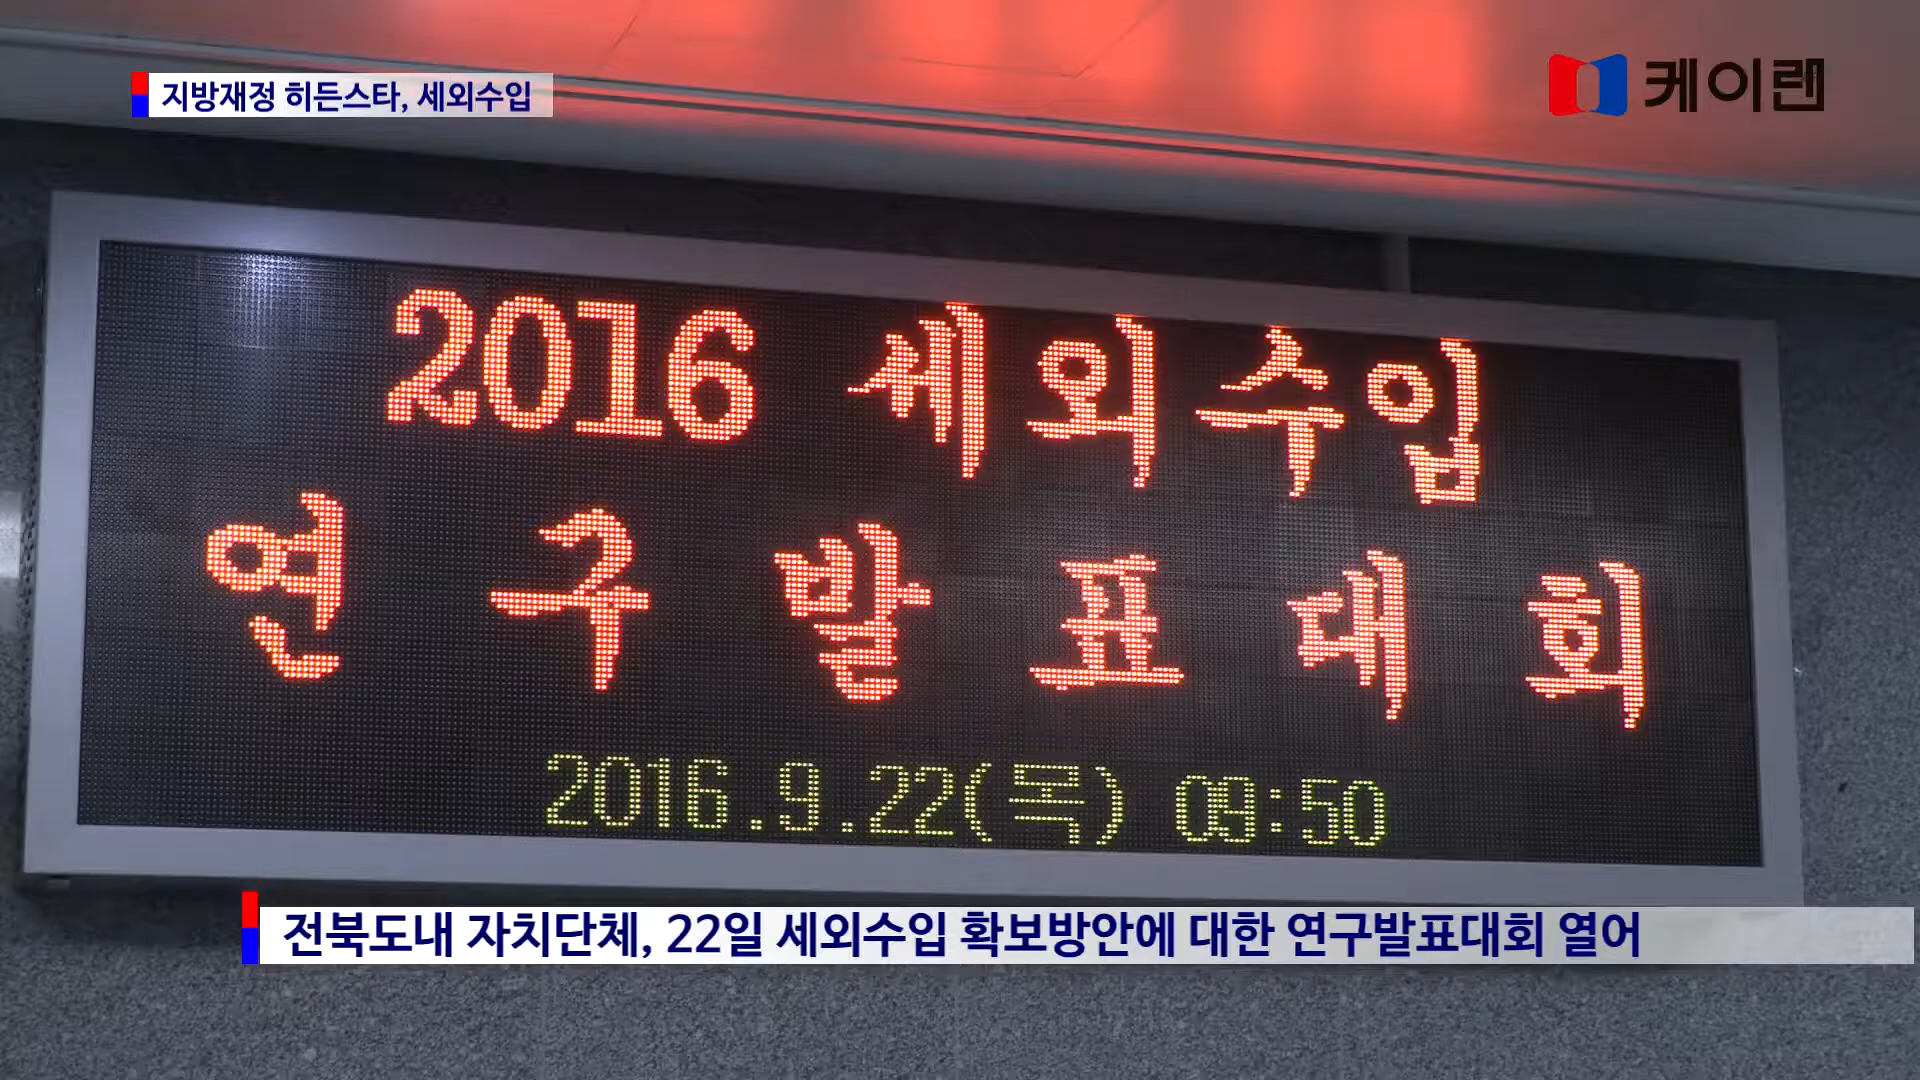 지방재정 히든스타, 세외수입
케이랜
2016 세외수입
연구발표대회
2016.9.22(목) 09:50
전북도내 자치단체, 22일 세외수입 확보방안에 대한 연구발표대회 열어